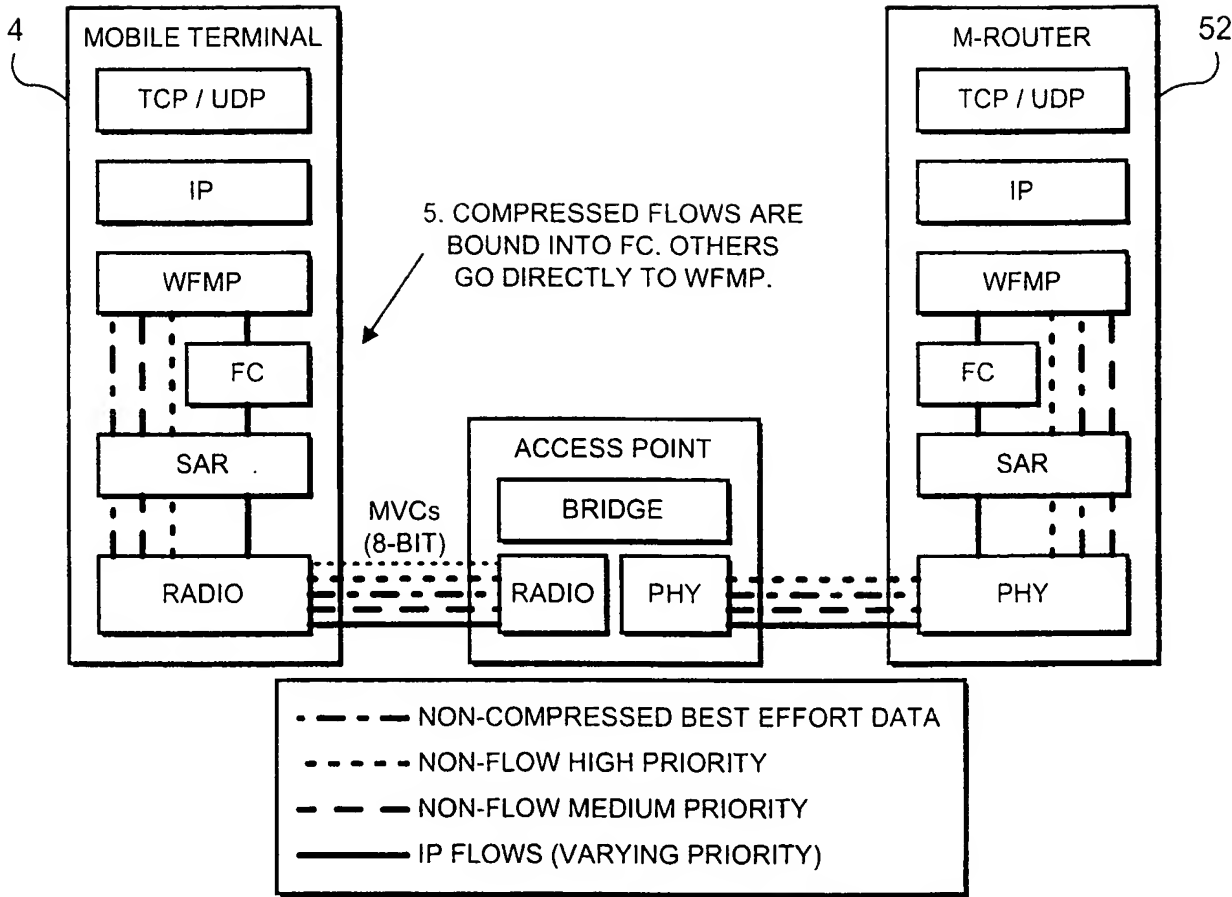 4
MOBILE TERMINAL
TCP / UDP
IP
WFMP
FC
SAR
RADIO
5. COMPRESSED FLOWS ARE
BOUND INTO FC. OTHERS
GO DIRECTLY TO WFMP.
MVCs
(8-BIT)
ACCESS POINT
BRIDGE
RADIO
PHY
52
M-ROUTER
TCP / UDP
IP
WFMP
FC
SAR
PHY
NON-COMPRESSED BEST EFFORT DATA
NON-FLOW HIGH PRIORITY
NON-FLOW MEDIUM PRIORITY
IP FLOWS (VARYING PRIORITY)